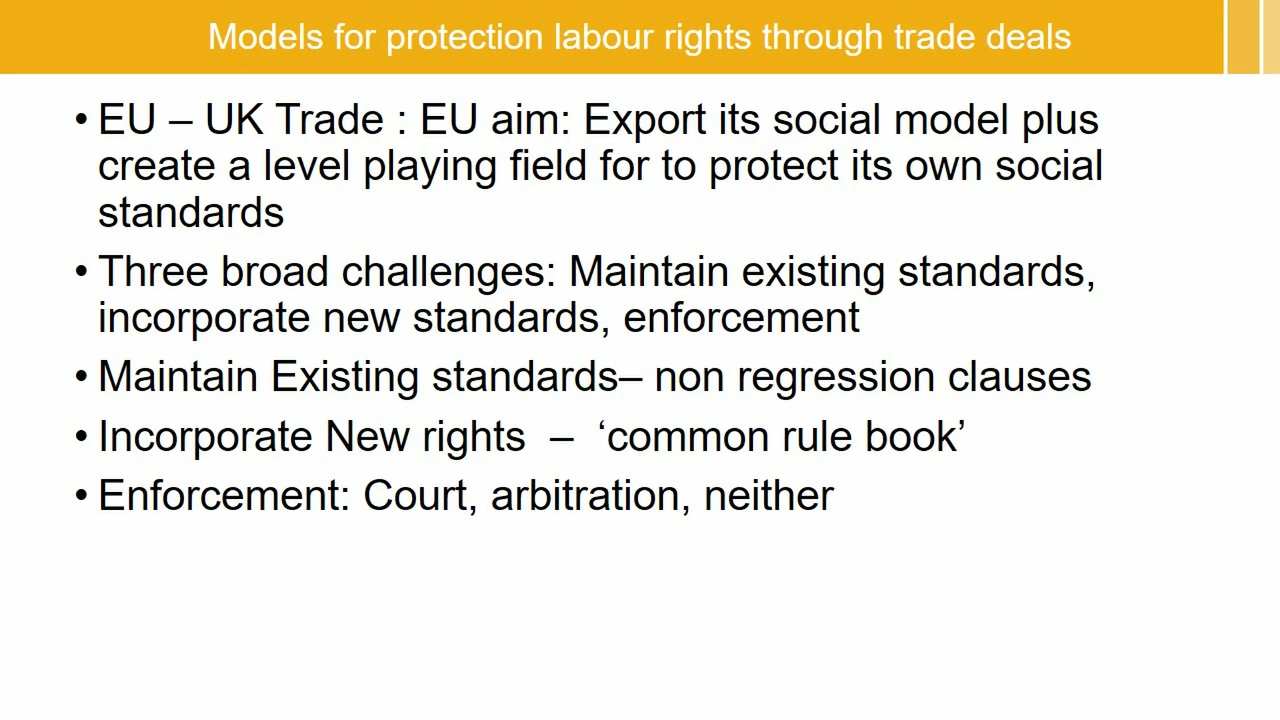 Models for protection labour rights through trade deals
• EU – UK Trade : EU aim: Export its social model plus
create a level playing field for to protect its own social
standards
• Three broad challenges: Maintain existing standards,
incorporate new standards, enforcement
• Maintain Existing standards– non regression clauses
• Incorporate New rights – ‘common rule book’
• Enforcement: Court, arbitration, neither